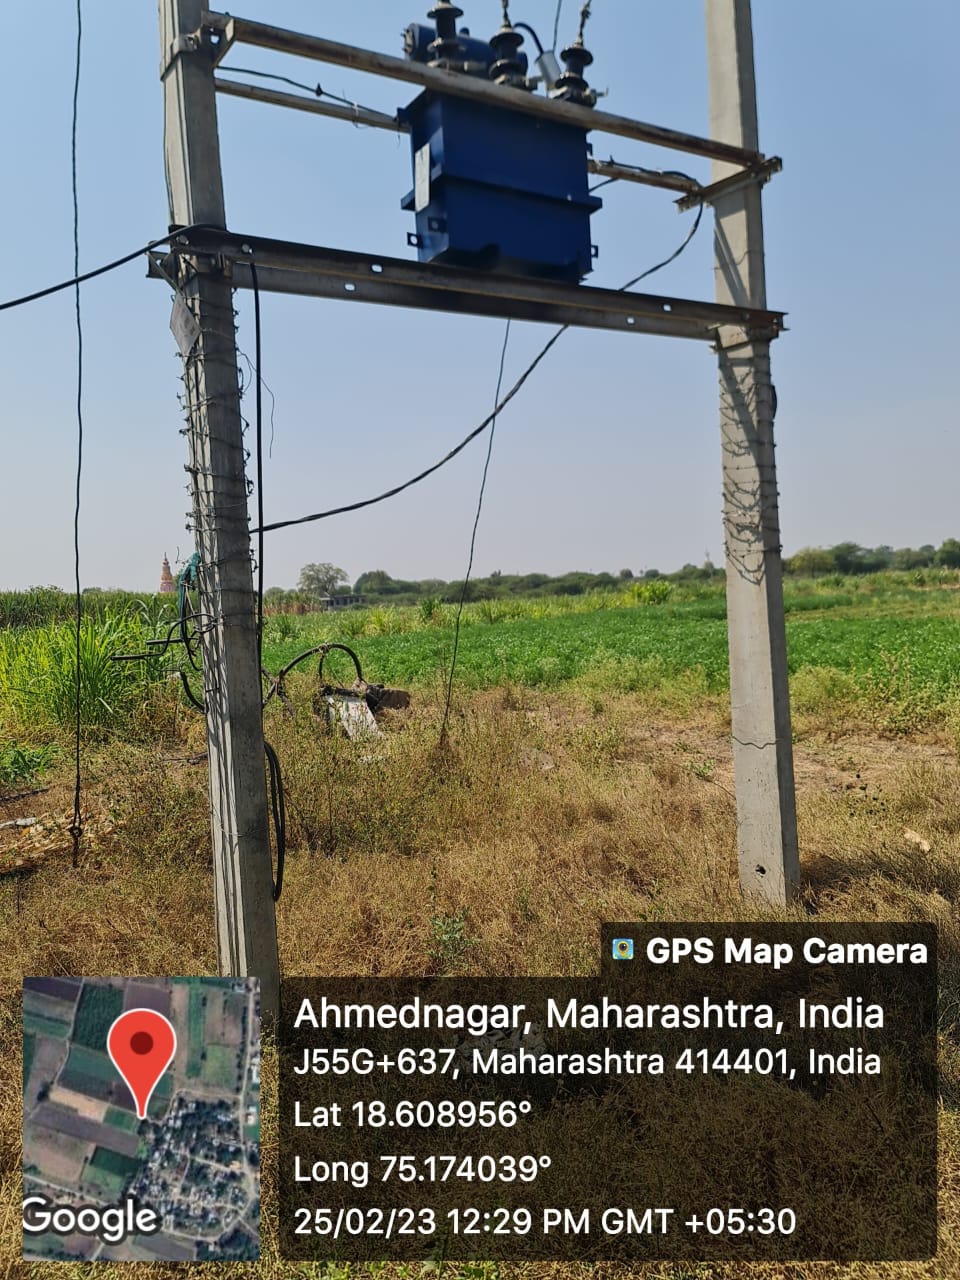 GPS Map Camera
Ahmednagar, Maharashtra, India
J55G+637, Maharashtra 414401, India
Lat 18.608956°
Long 75.174039°
25/02/23 12:29 PM GMT +05:30
Google